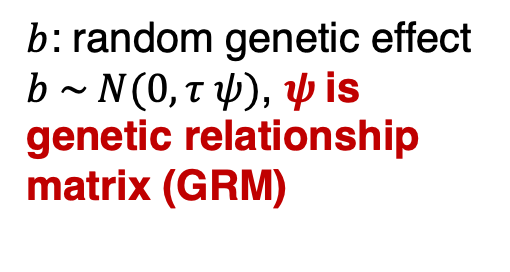 b: random genetic effect
b ~ N(0, τ ψ), ψ is
genetic relationship
matrix (GRM)